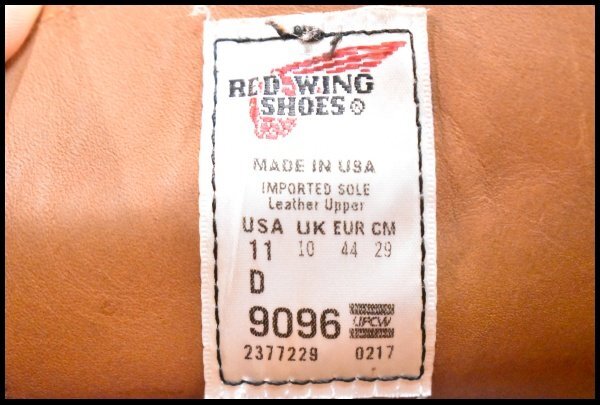 RED WING
SHOES ®
MADE IN USA
IMPORTED SOLE
Leather Upper
USA UK EUR CM
11 10 44 29
D
9096 UFCW
2377229 0217